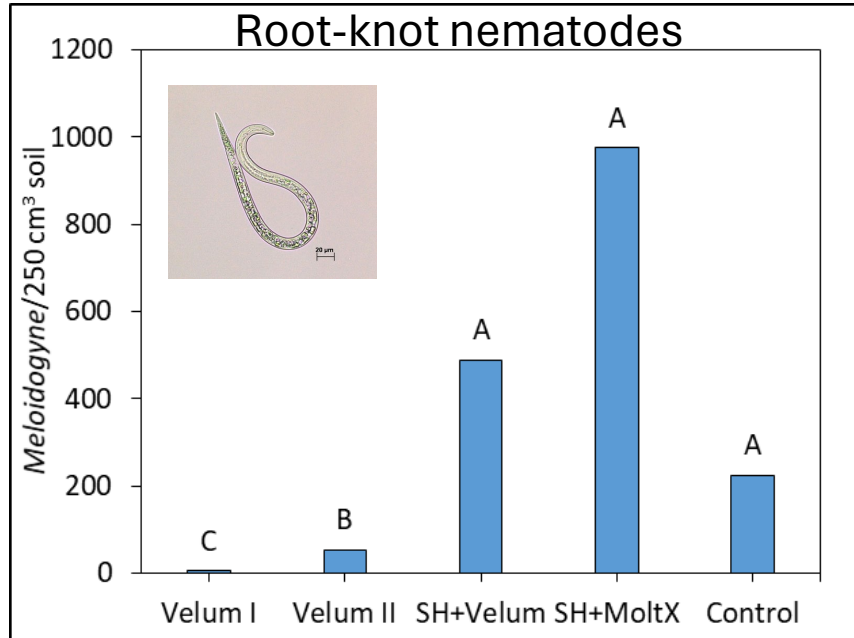 Root-knot nematodes
1200
1000
800
600
400
200
0
Meloidogyne/250 cm³ soil
20 µm
C
B
A
A
A
Velum I
Velum II
SH+Velum
SH+MoltX
Control